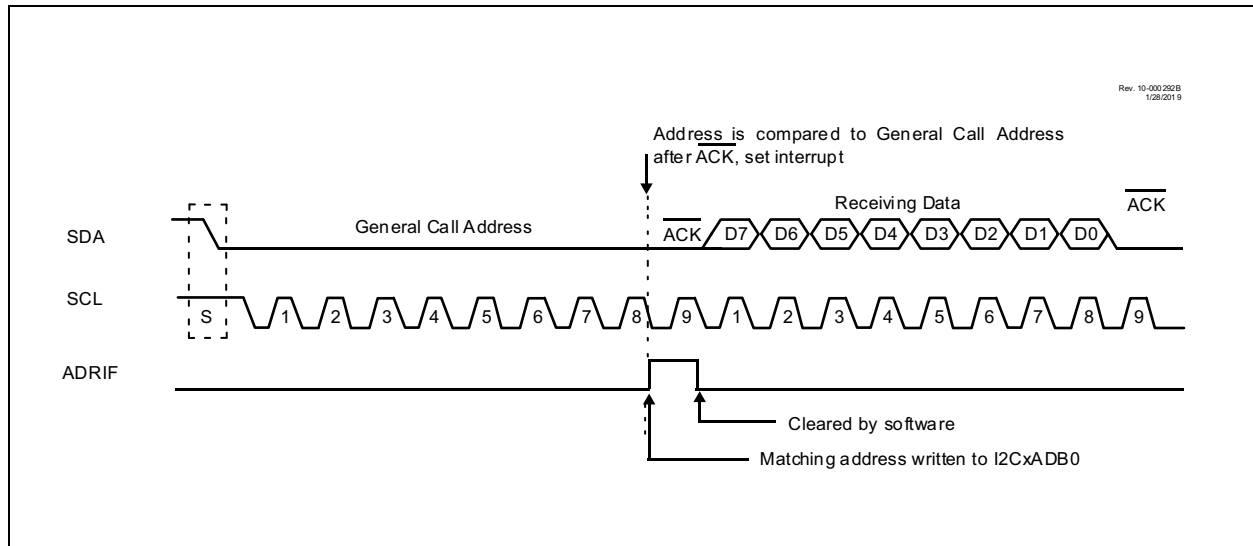 Rev. 10-000292B
1/28/2019
Address is compared to General Call Address
after ACK, set interrupt
Receiving Data
ACK
General Call Address
SDA
ACK D7 D6 D5 D4 D3 D2 D1 D0
SCL
S 1 2 3 4 5 6 7 8 9 1 2 3 4 5 6 7 8 9
ADRIF
Cleared by software
Matching address written to I2CxADB0